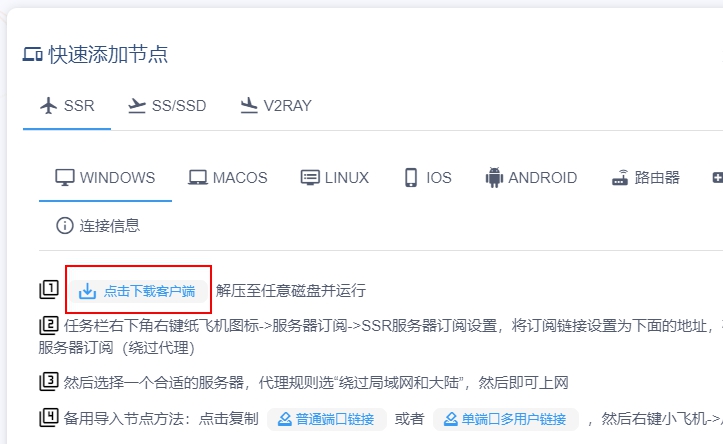 快速添加节点
SSR SS/SSD V2RAY
WINDOWS MACOS LINUX IOS ANDROID 路由器
连接信息
1 点击下载客户端 解压至任意磁盘并运行
2 任务栏右下角右键纸飞机图标->服务器订阅->SSR服务器订阅设置，将订阅链接设置为下面的地址，
服务器订阅（绕过代理）
3 然后选择一个合适的服务器，代理规则选“绕过局域网和大陆”，然后即可上网
4 备用导入节点方法：点击复制 普通端口链接 或者 单端口多用户链接 ，然后右键小飞机->